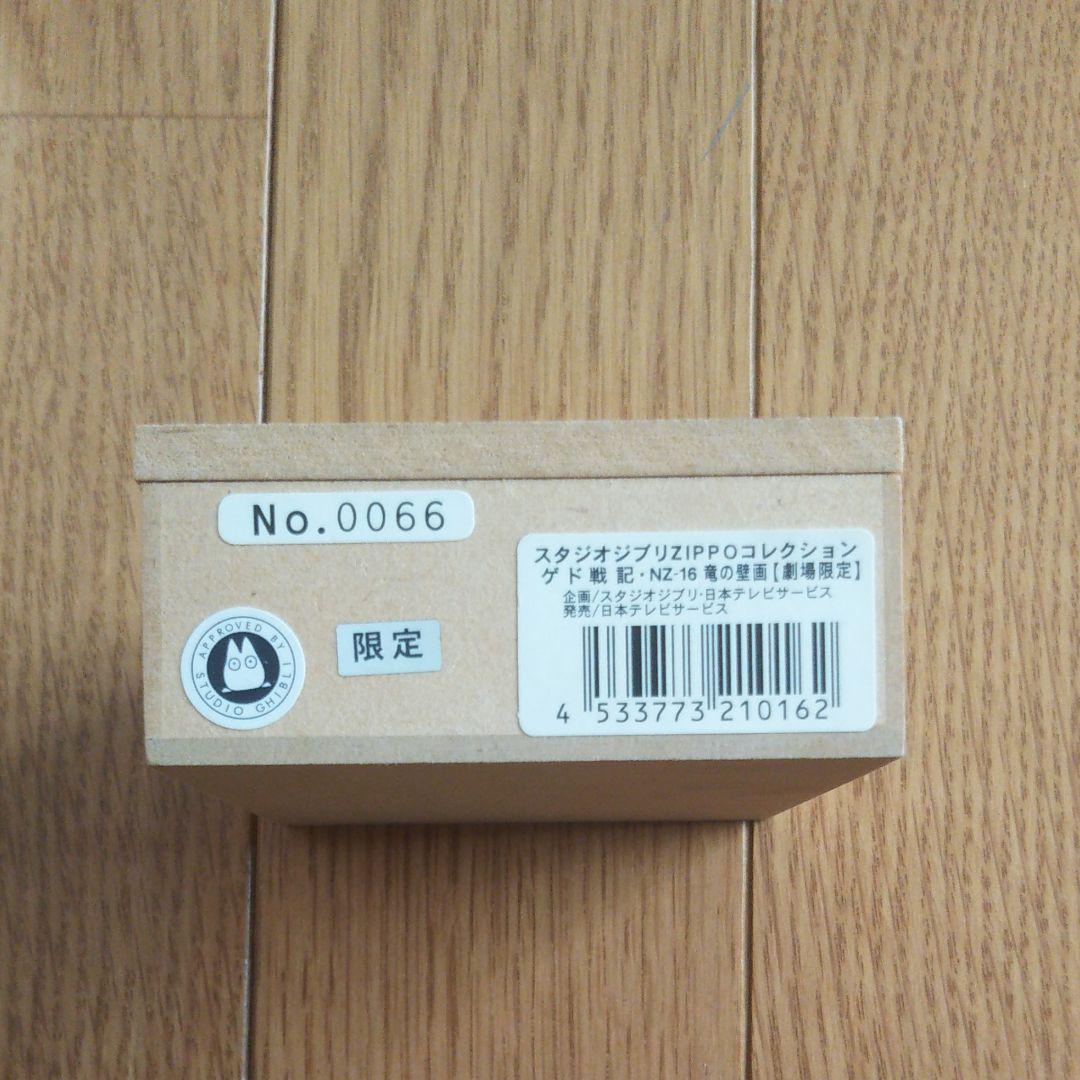 No.0066
スタジオジブリZIPPOコレクション
ゲド戦記・NZ-16 竜の壁画【劇場限定】
企画/スタジオジブリ・日本テレビサービス
発売/日本テレビサービス
4 533773 210162
限定
APPROVED BY
STUDIO GHIBLI